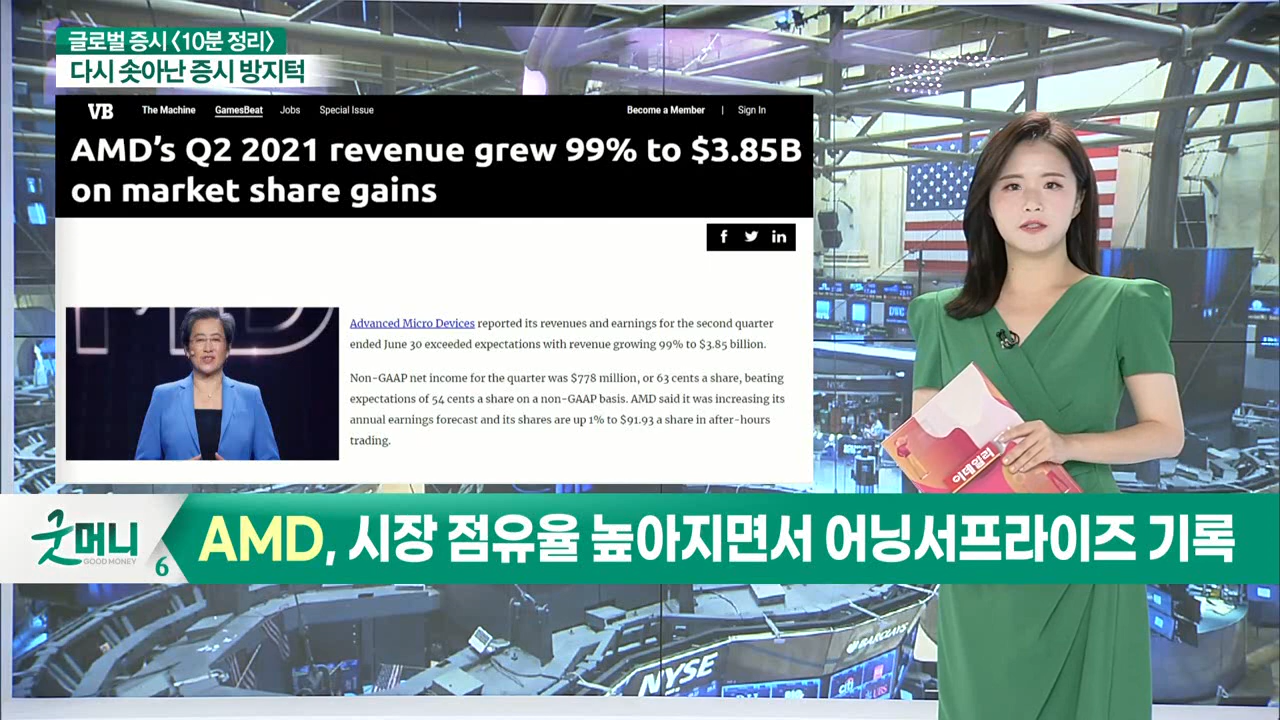 글로벌 증시 <10분 정리>
다시 솟아난 증시 방지턱
VB The Machine GamesBeat Jobs Special Issue Become a Member | Sign In
AMD's Q2 2021 revenue grew 99% to $3.85B
on market share gains
Advanced Micro Devices reported its revenues and earnings for the second quarter
ended June 30 exceeded expectations with revenue growing 99% to $3.85 billion.
Non-GAAP net income for the quarter was $778 million, or 63 cents a share, beating
expectations of 54 cents a share on a non-GAAP basis. AMD said it was increasing its
annual earnings forecast and its shares are up 1% to $91.93 a share in after-hours
trading.
이데일리
굿머니
GOOD MONEY
6
AMD, 시장 점유율 높아지면서 어닝서프라이즈 기록
NYSE
BARCLAYS
citi
UBS